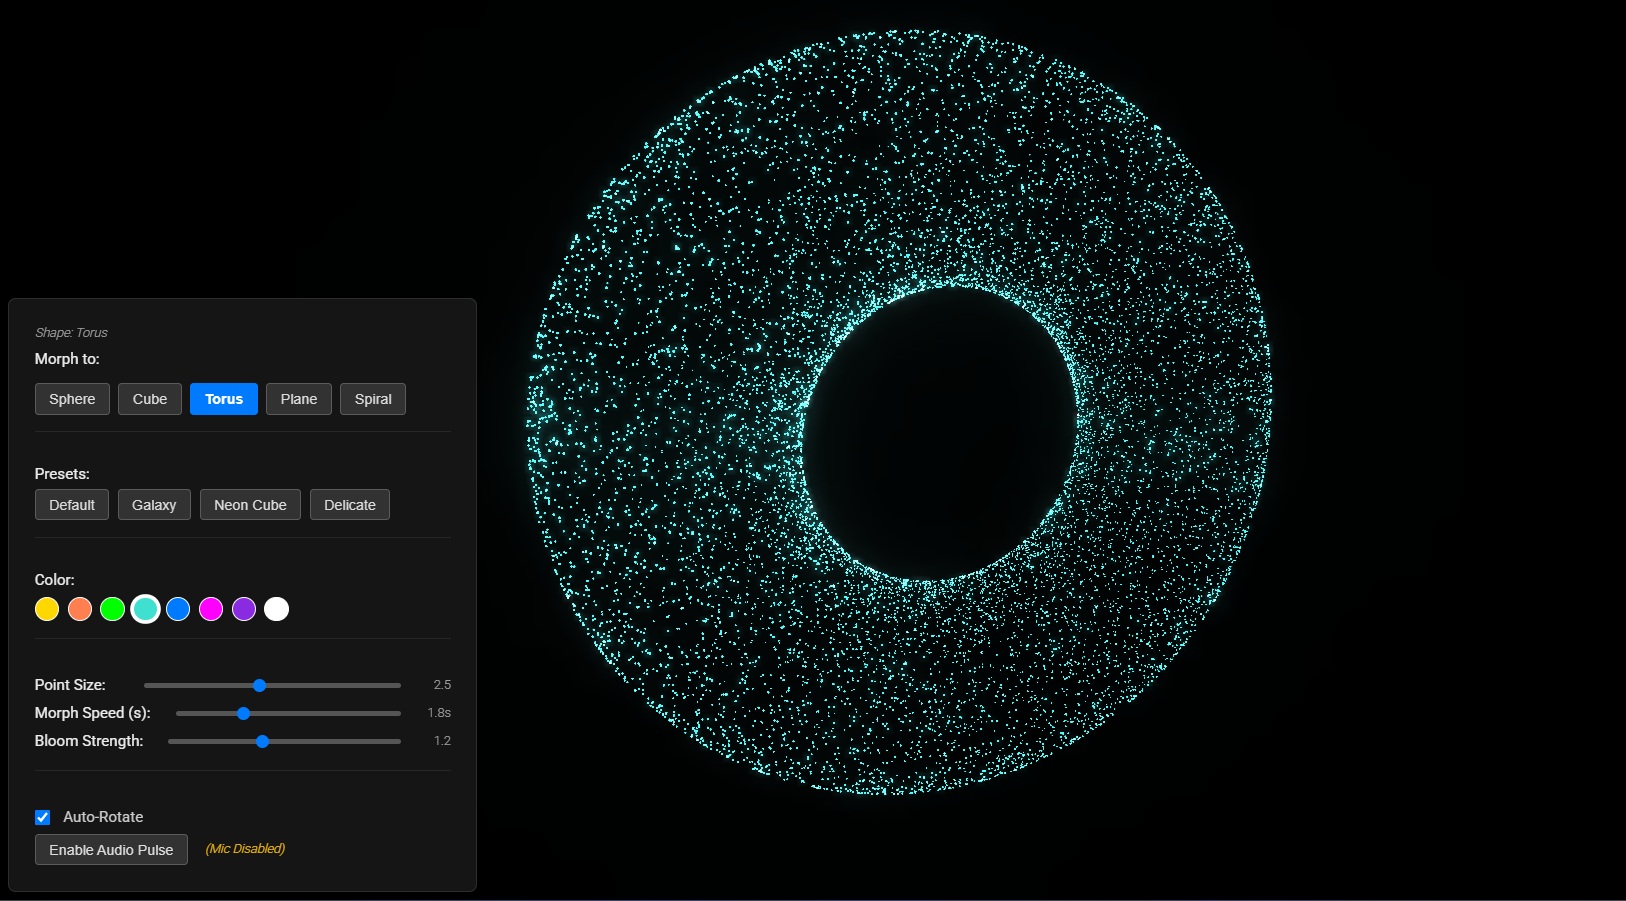 Shape: Torus
Morph to:
Sphere Cube Torus Plane Spiral
Presets:
Default Galaxy Neon Cube Delicate
Color:
Point Size: 2.5
Morph Speed (s): 1.8s
Bloom Strength: 1.2
Auto-Rotate
Enable Audio Pulse (Mic Disabled)